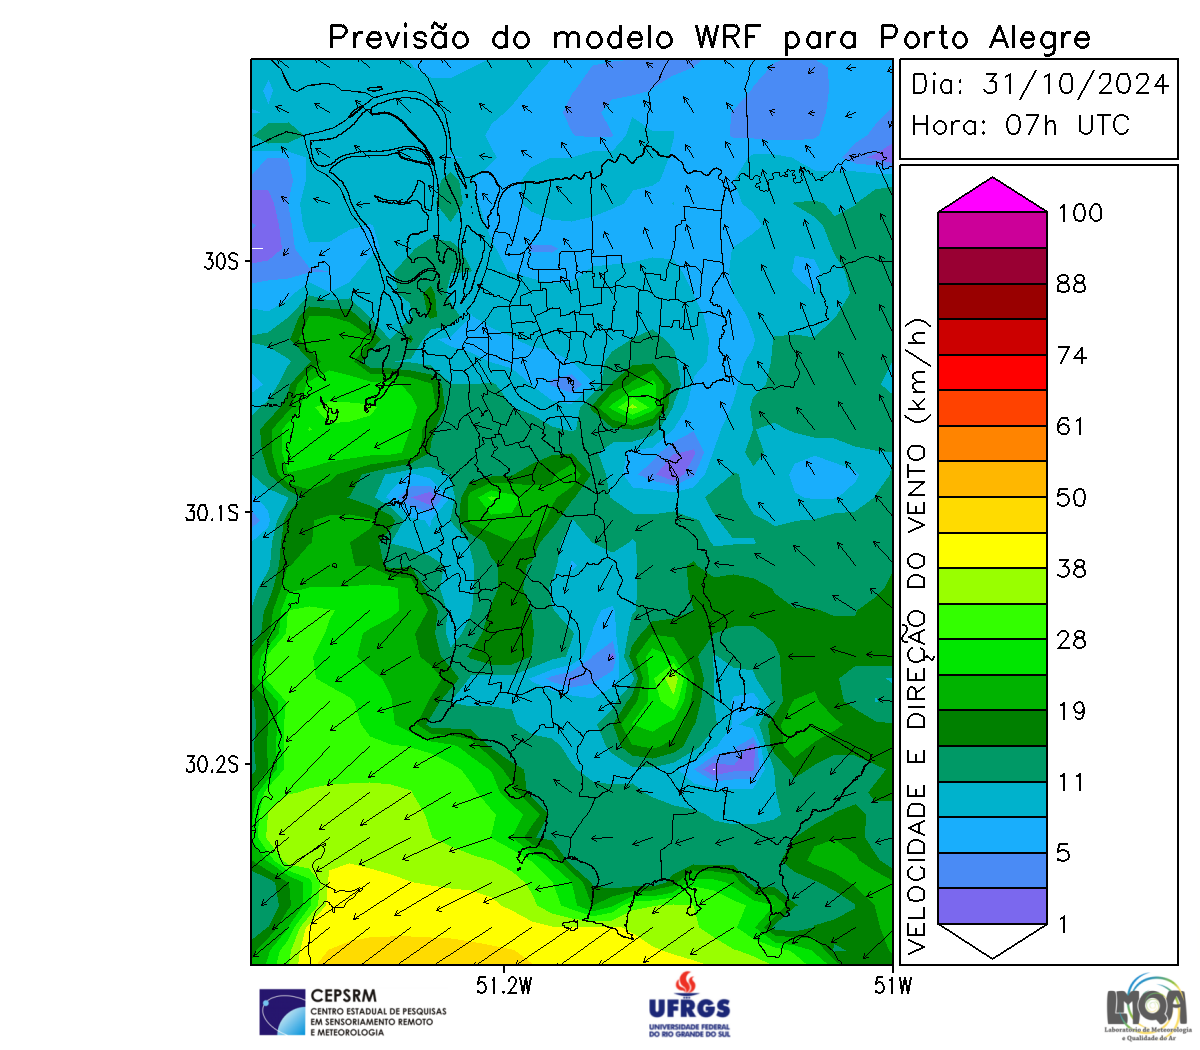 Previsão do modelo WRF para Porto Alegre
Dia: 31/10/2024
Hora: 07h UTC
100
88
74
61
50
38
28
19
11
5
1
VELOCIDADE E DIREÇÃO DO VENTO (km/h)
30S
30.1S
30.2S
51.2W
51W
CEPSRM
CENTRO ESTADUAL DE PESQUISAS
EM SENSORIAMENTO REMOTO
E METEOROLOGIA
UFRGS
UNIVERSIDADE FEDERAL
DO RIO GRANDE DO SUL
LMQA
Laboratório de Meteorologia
e Qualidade do Ar